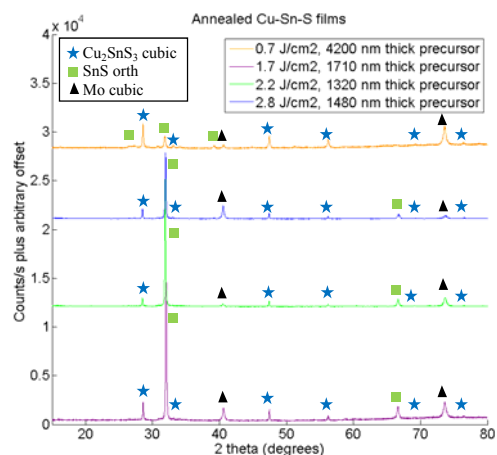 Annealed Cu-Sn-S films
x 10⁴
Cu₂SnS₃ cubic
SnS orth
Mo cubic
0.7 J/cm2, 4200 nm thick precursor
1.7 J/cm2, 1710 nm thick precursor
2.2 J/cm2, 1320 nm thick precursor
2.8 J/cm2, 1480 nm thick precursor
Counts/s plus arbitrary offset
4
3.5
3
2.5
2
1.5
1
0.5
0
20 30 40 50 60 70 80
2 theta (degrees)